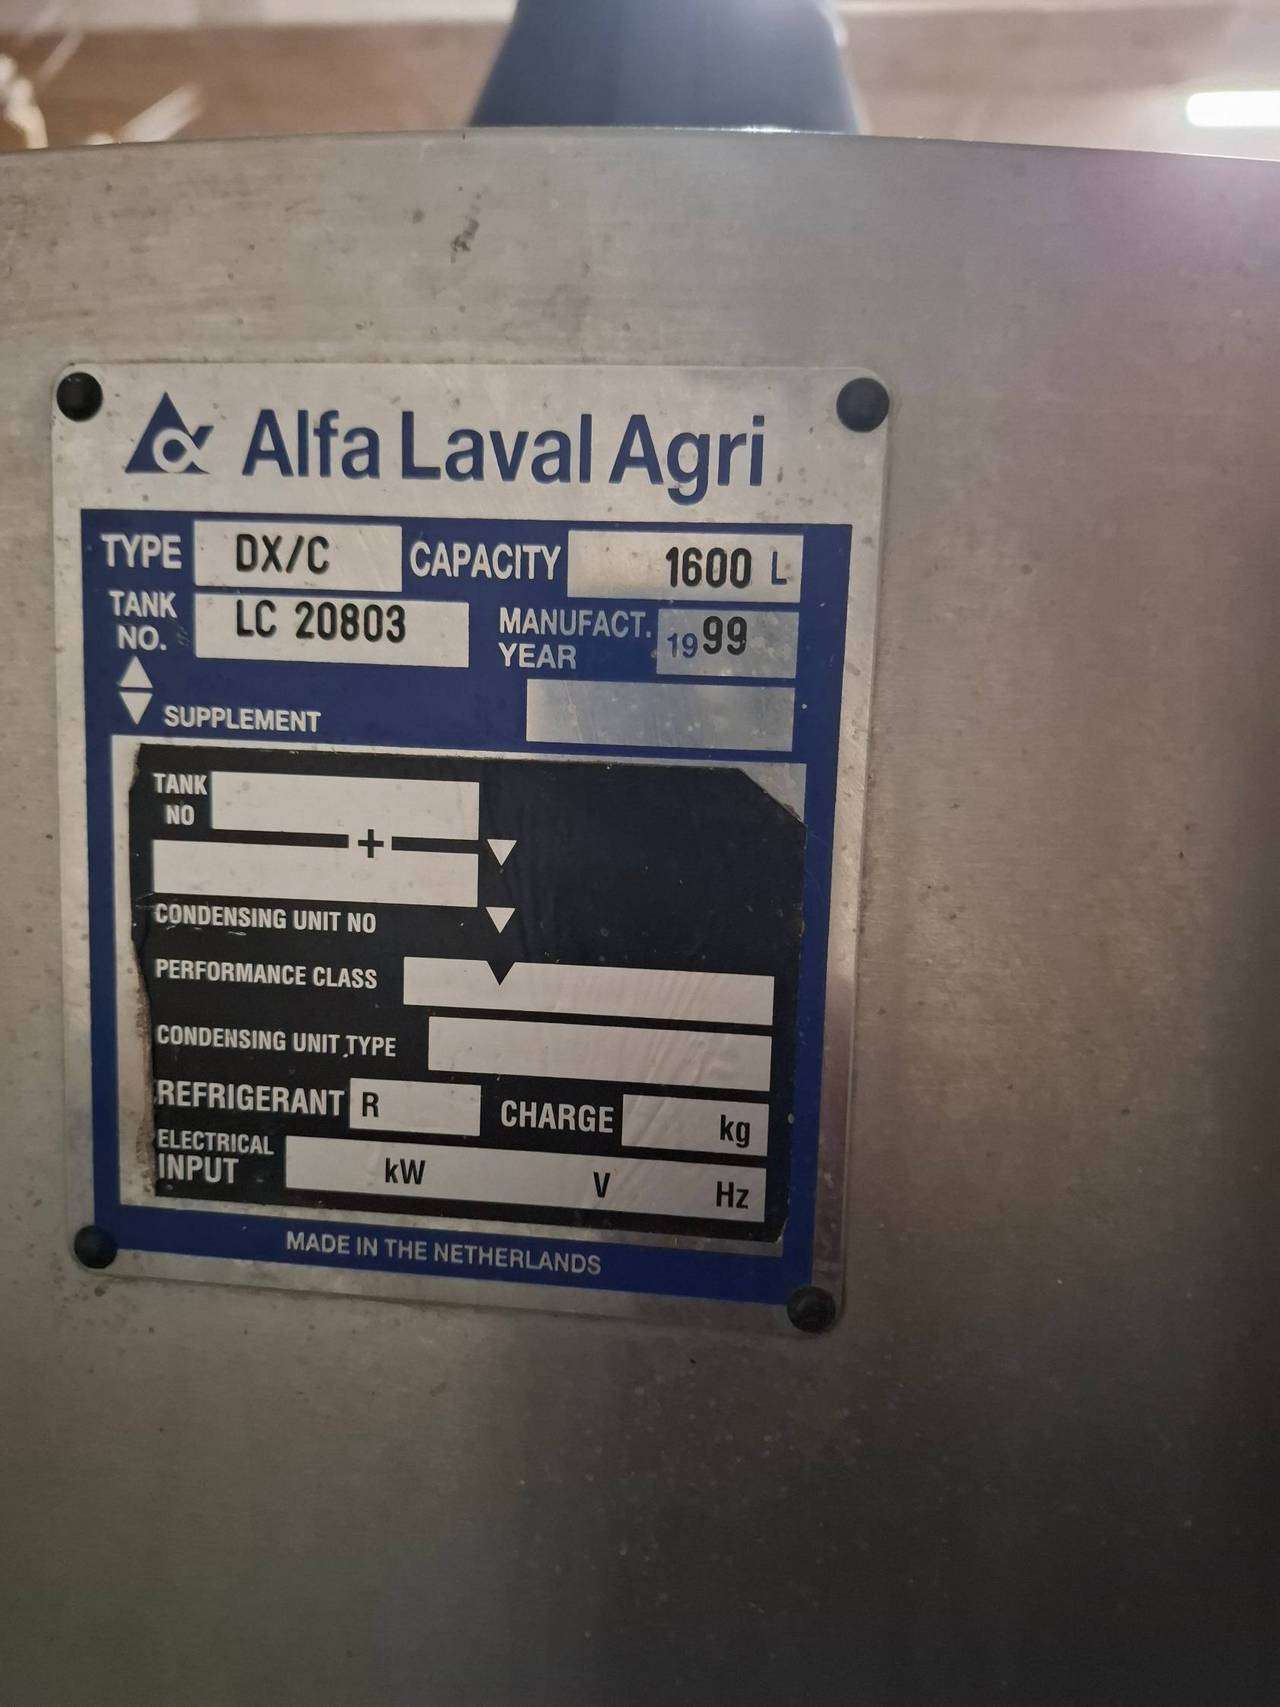 Alfa Laval Agri
TYPE DX/C CAPACITY 1600 L
TANK NO. LC 20803 MANUFACT. YEAR 1999
SUPPLEMENT
TANK NO
+
CONDENSING UNIT NO
PERFORMANCE CLASS
CONDENSING UNIT TYPE
REFRIGERANT R CHARGE kg
ELECTRICAL INPUT kW V Hz
MADE IN THE NETHERLANDS